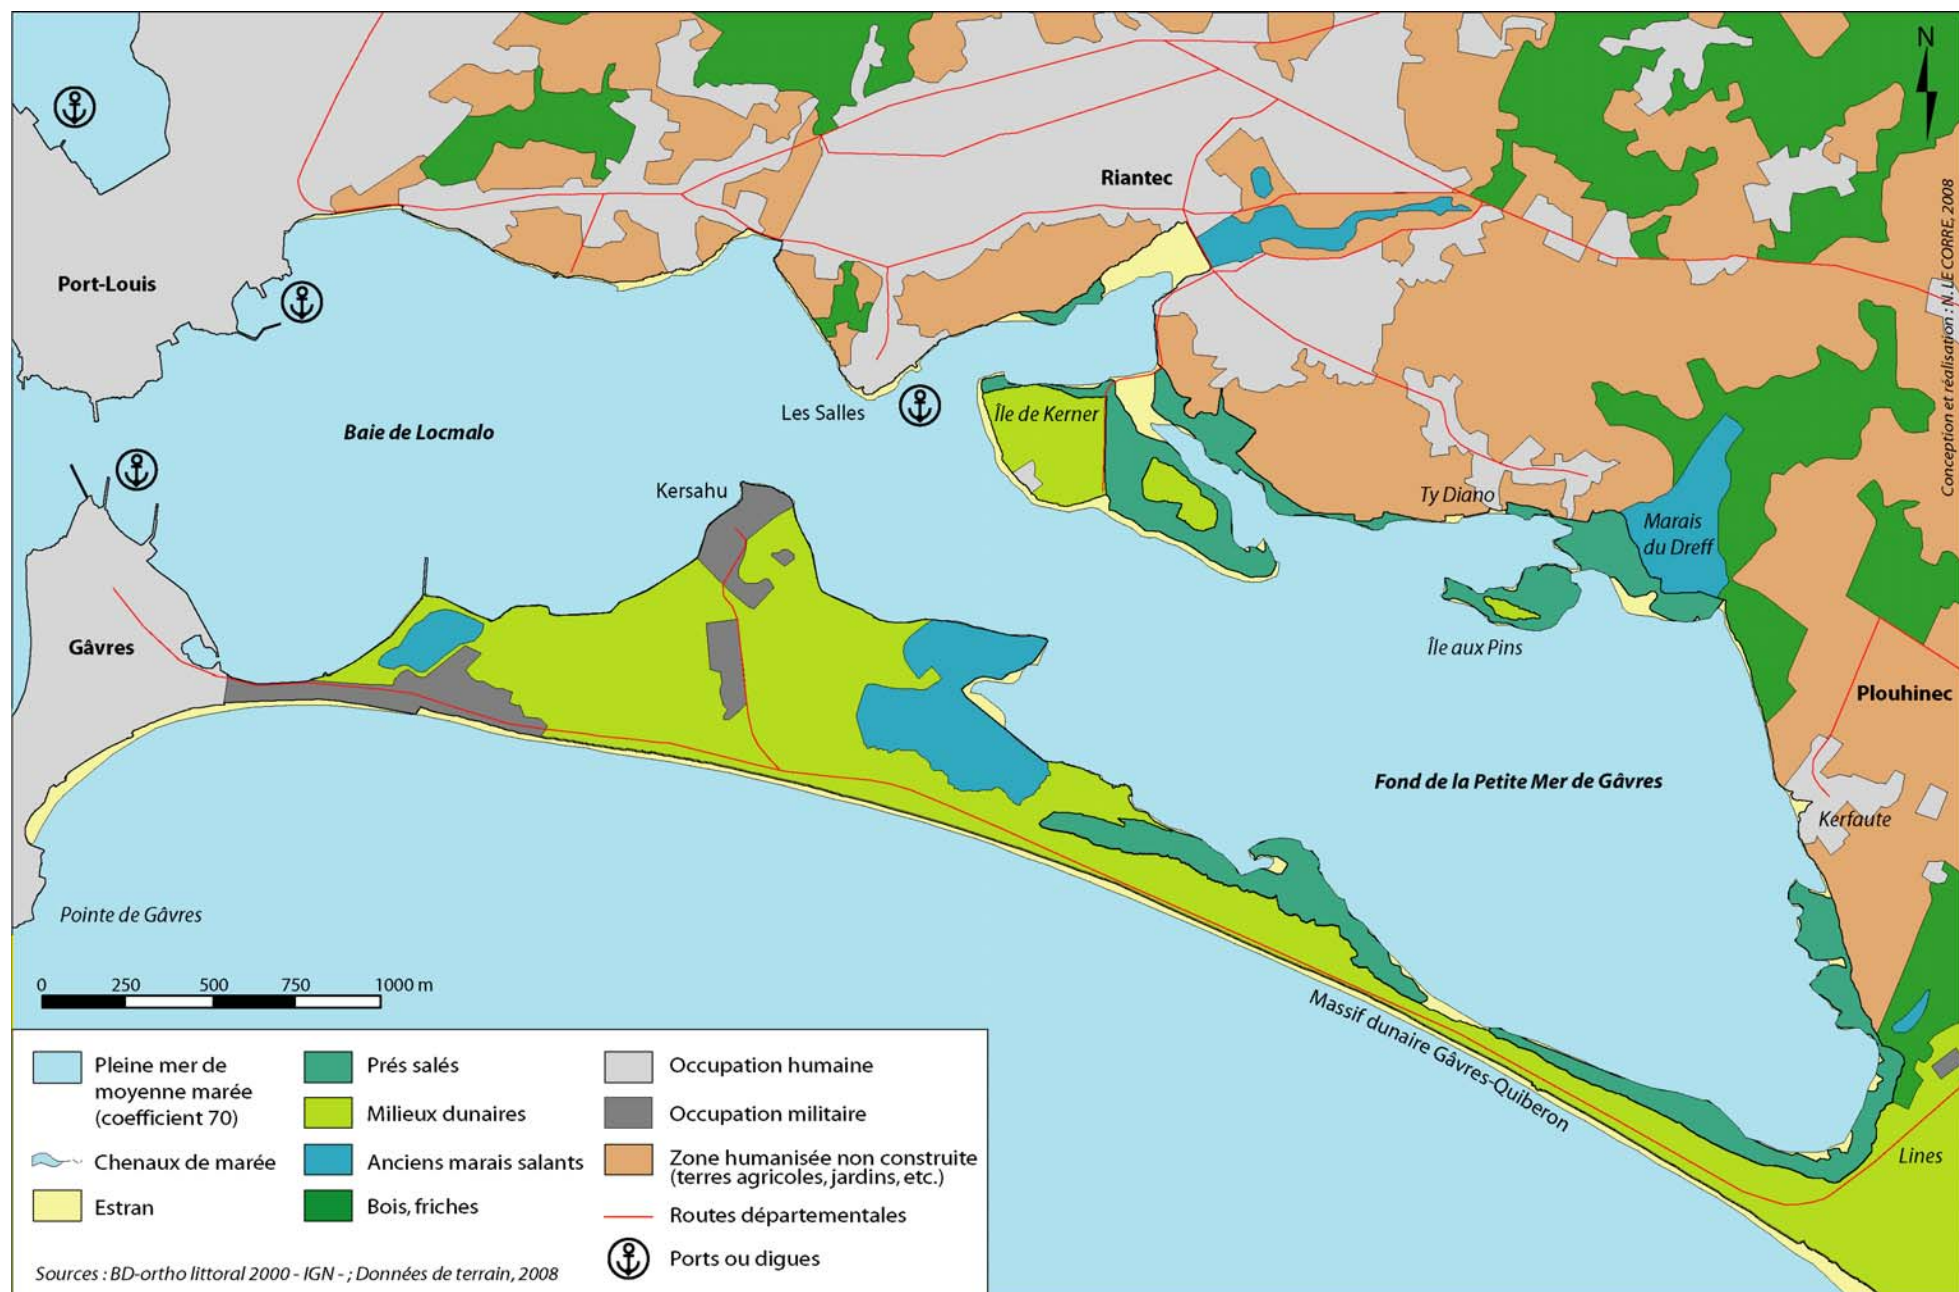 N
Riantec
Port-Louis
Conception et réalisation : N. LE CORRE, 2008
Les Salles
Île de Kerner
Baie de Locmalo
Kersahu
Ty Diano
Marais
du Dreff
Gâvres
Île aux Pins
Plouhinec
Fond de la Petite Mer de Gâvres
Kerfaute
Pointe de Gâvres
Massif dunaire Gâvres-Quiberon
Lines
0 250 500 750 1000 m
Pleine mer de
moyenne marée
(coefficient 70)
Chenaux de marée
Estran
Prés salés
Milieux dunaires
Anciens marais salants
Bois, friches
Occupation humaine
Occupation militaire
Zone humanisée non construite
(terres agricoles, jardins, etc.)
Routes départementales
Ports ou digues
Sources : BD-ortho littoral 2000 - IGN - ; Données de terrain, 2008